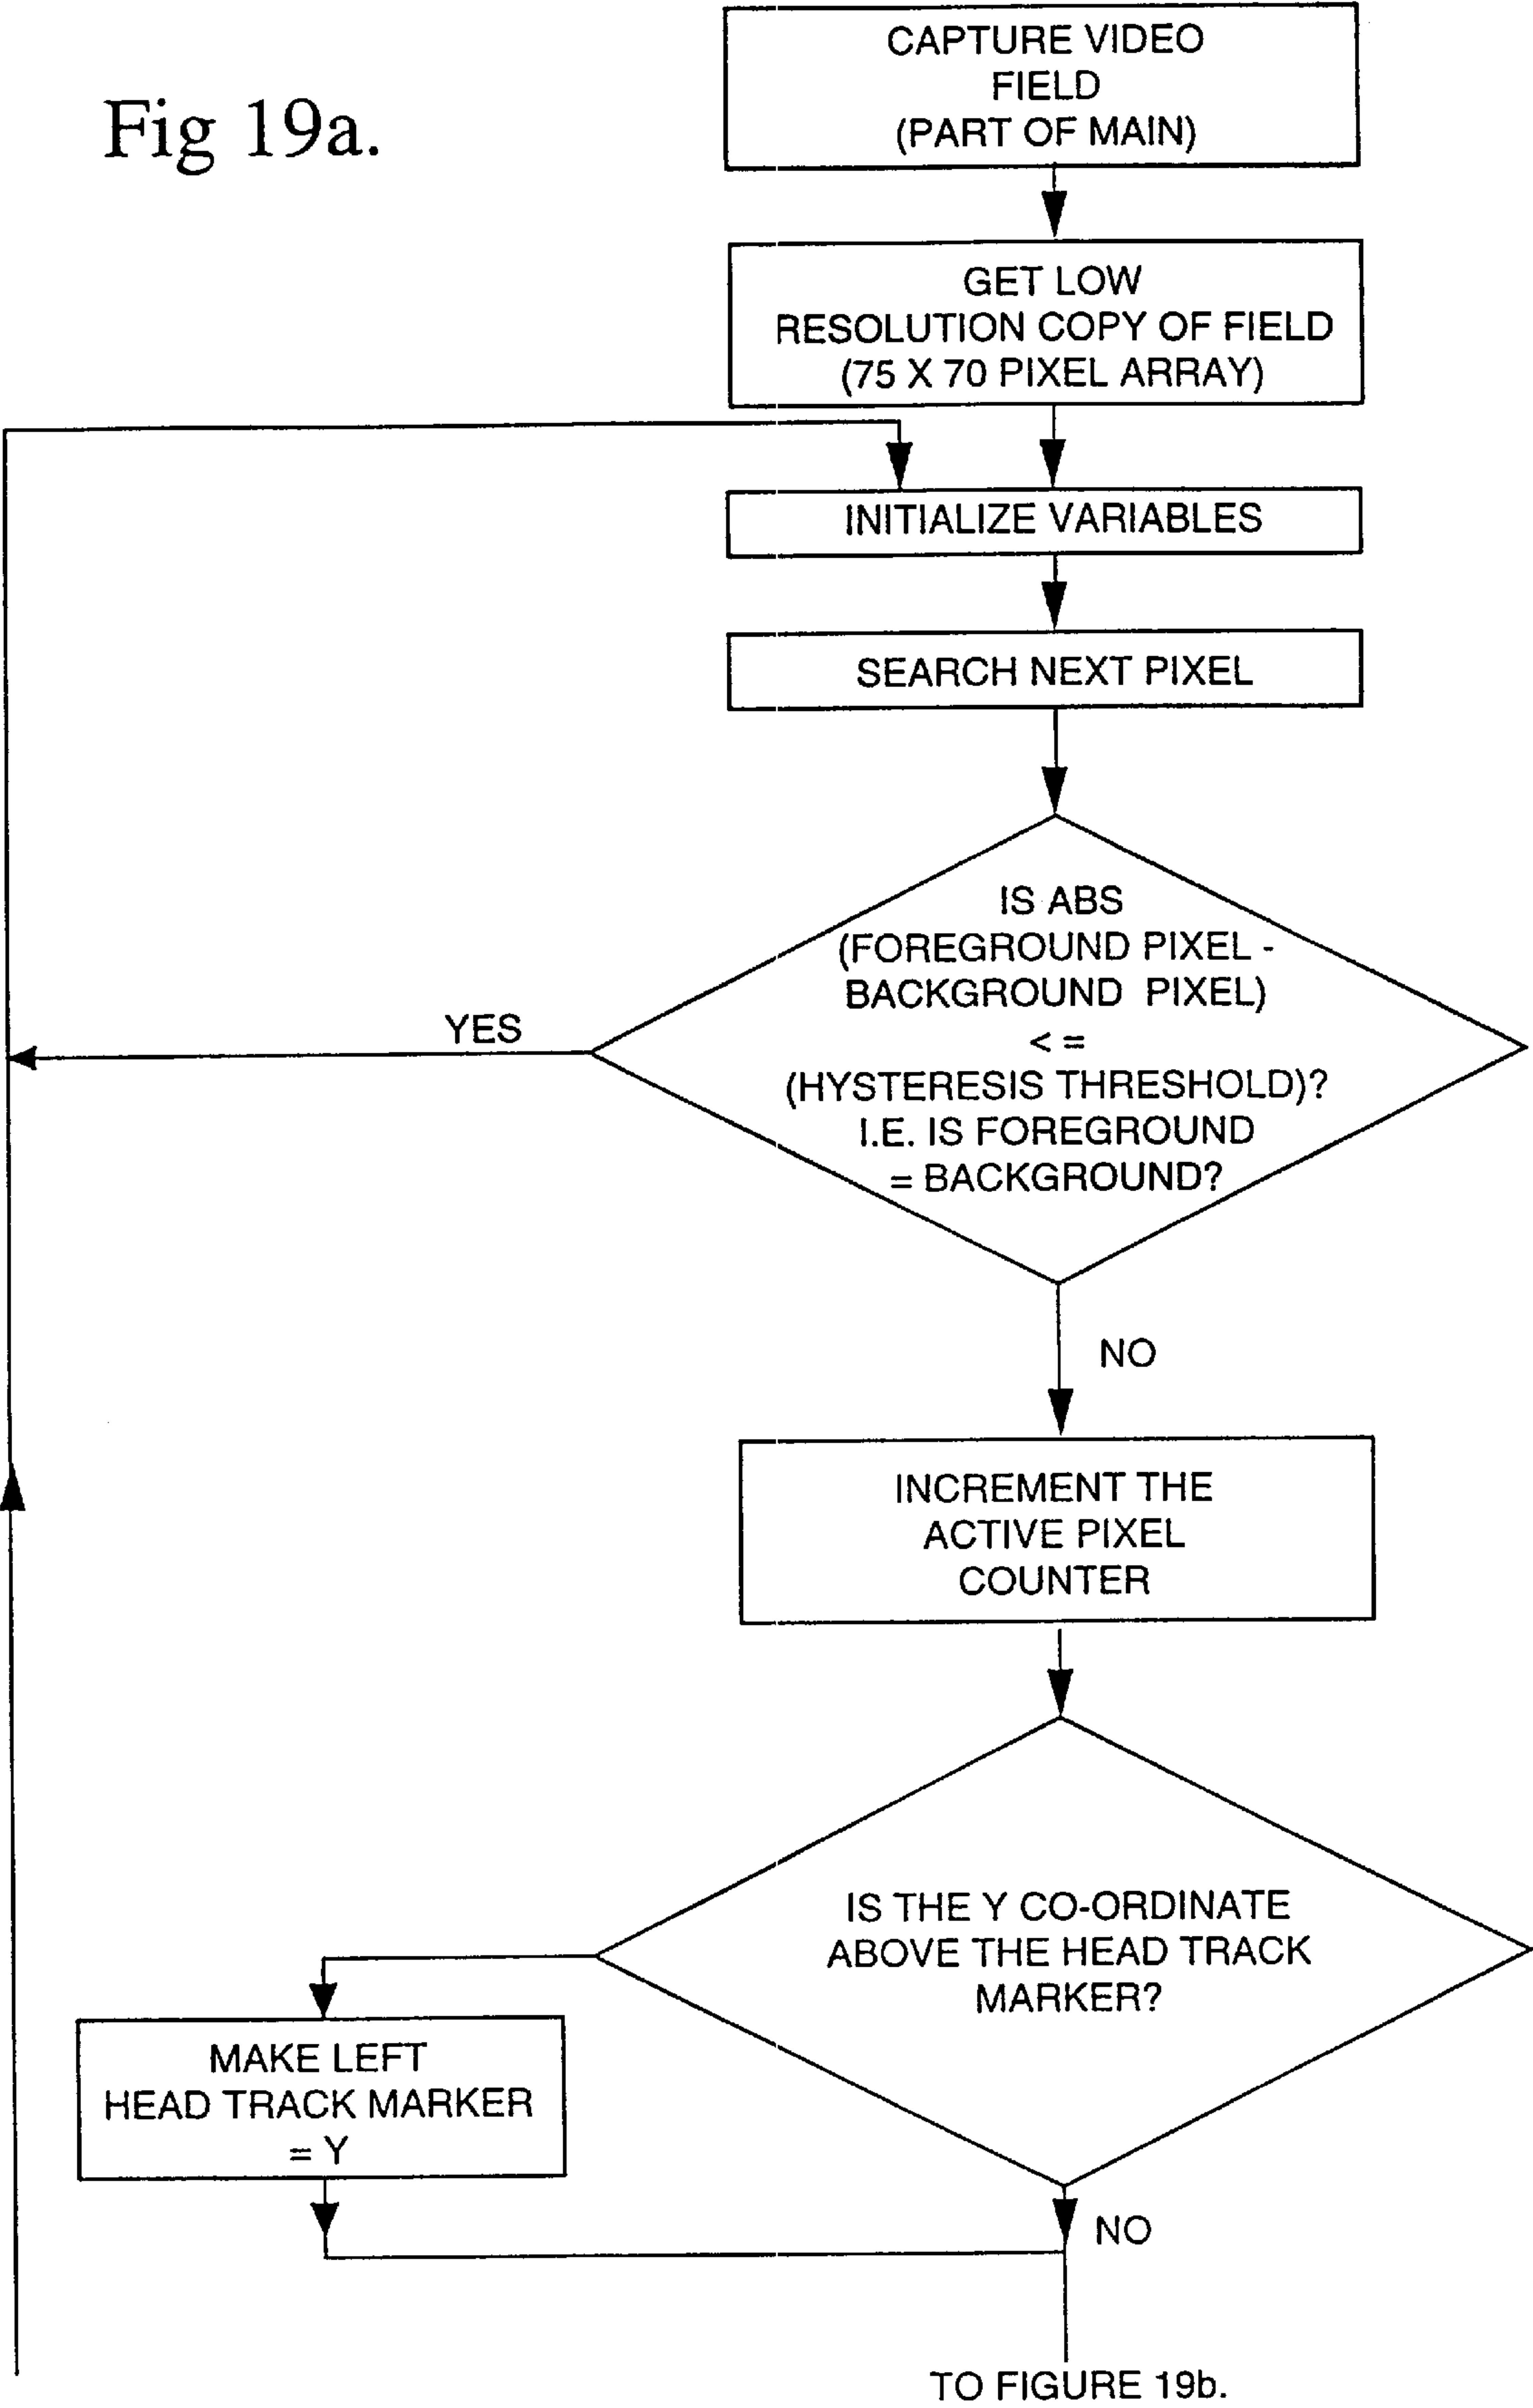 Fig 19a.
CAPTURE VIDEO
FIELD
(PART OF MAIN)
GET LOW
RESOLUTION COPY OF FIELD
(75 X 70 PIXEL ARRAY)
INITIALIZE VARIABLES
SEARCH NEXT PIXEL
IS ABS
(FOREGROUND PIXEL -
BACKGROUND PIXEL)
< =
(HYSTERESIS THRESHOLD)?
I.E. IS FOREGROUND
= BACKGROUND?
YES
NO
INCREMENT THE
ACTIVE PIXEL
COUNTER
IS THE Y CO-ORDINATE
ABOVE THE HEAD TRACK
MARKER?
MAKE LEFT
HEAD TRACK MARKER
= Y
NO
TO FIGURE 19b.